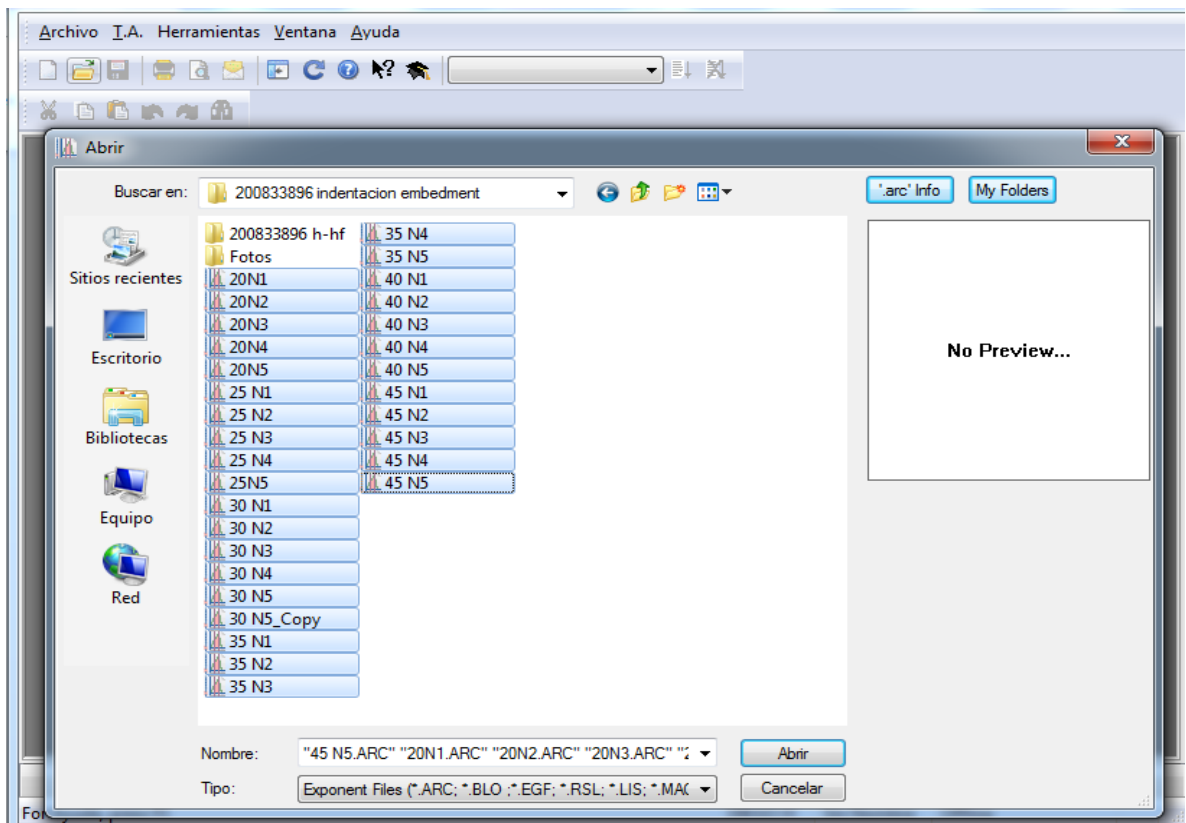 Archivo T.A. Herramientas Ventana Ayuda
Abrir
Buscar en: 200833896 indentacion embedment
'.arc' Info My Folders
Sitios recientes
Escritorio
Bibliotecas
Equipo
Red
200833896 h-hf
Fotos
20N1
20N2
20N3
20N4
20N5
25 N1
25 N2
25 N3
25 N4
25N5
30 N1
30 N2
30 N3
30 N4
30 N5
30 N5_Copy
35 N1
35 N2
35 N3
35 N4
35 N5
40 N1
40 N2
40 N3
40 N4
40 N5
45 N1
45 N2
45 N3
45 N4
45 N5
No Preview...
Nombre: "45 N5.ARC" "20N1.ARC" "20N2.ARC" "20N3.ARC" "2 Abrir
Tipo: Exponent Files (*.ARC; *.BLO ;*.EGF; *.RSL; *.LIS; *.MA( Cancelar